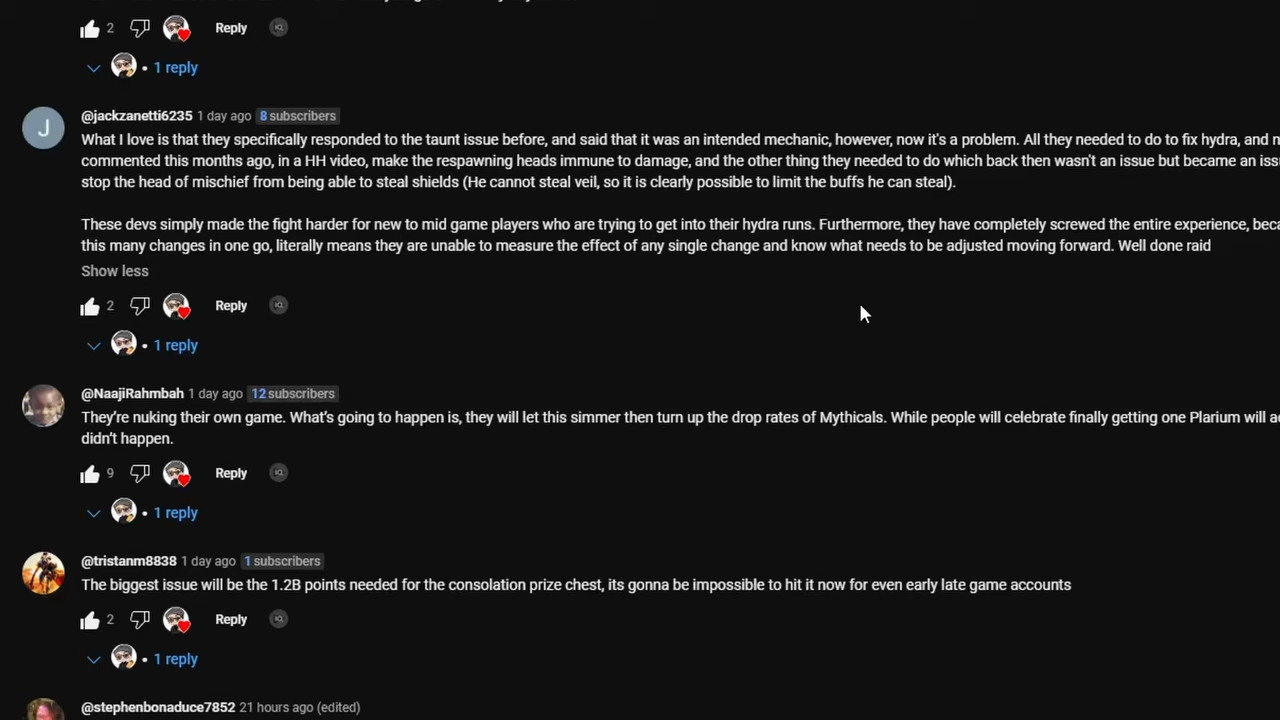 2 Reply
• 1 reply
J @jackzanetti6235 1 day ago 8 subscribers
What I love is that they specifically responded to the taunt issue before, and said that it was an intended mechanic, however, now it's a problem. All they needed to do to fix hydra, and
commented this months ago, in a HH video, make the respawning heads immune to damage, and the other thing they needed to do which back then wasn't an issue but became an
stop the head of mischief from being able to steal shields (He cannot steal veil, so it is clearly possible to limit the buffs he can steal).
These devs simply made the fight harder for new to mid game players who are trying to get into their hydra runs. Furthermore, they have completely screwed the entire experience,
this many changes in one go, literally means they are unable to measure the effect of any single change and know what needs to be adjusted moving forward. Well done raid
Show less
2 Reply
• 1 reply
@NaajiRahmbah 1 day ago 12 subscribers
They're nuking their own game. What's going to happen is, they will let this simmer then turn up the drop rates of Mythicals. While people will celebrate finally getting one Plarium will
didn't happen.
9 Reply
• 1 reply
@tristanm8838 1 day ago 1 subscribers
The biggest issue will be the 1.2B points needed for the consolation prize chest, its gonna be impossible to hit it now for even early late game accounts
2 Reply
• 1 reply
@stephenbonaduce7852 21 hours ago (edited)